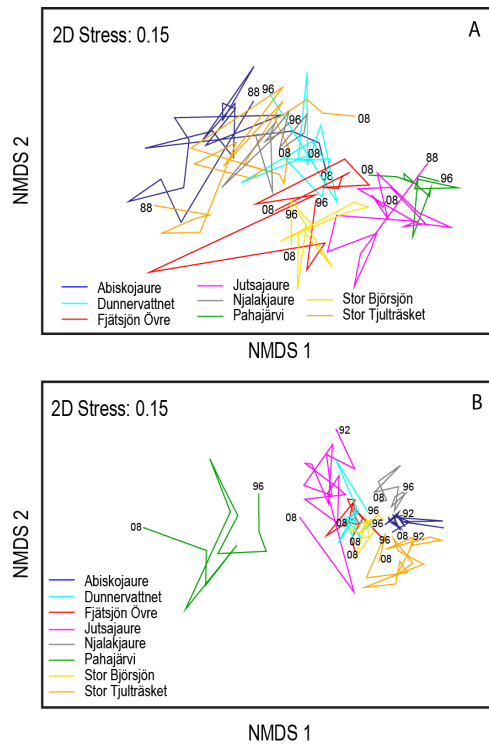 2D Stress: 0.15
A
88
96
96
08
08
08
08
88
08
96
88
08
96
08
96
08
NMDS 2
Abiskojaure
Dunnervattnet
Fjätsjön Övre
Jutsajaure
Njalakjaure
Pahajärvi
Stor Björsjön
Stor Tjulträsket
NMDS 1
2D Stress: 0.15
B
92
96
96
08
08
08
96
92
08
96
08
92
08
96
08
08
NMDS 2
Abiskojaure
Dunnervattnet
Fjätsjön Övre
Jutsajaure
Njalakjaure
Pahajärvi
Stor Björsjön
Stor Tjulträsket
NMDS 1